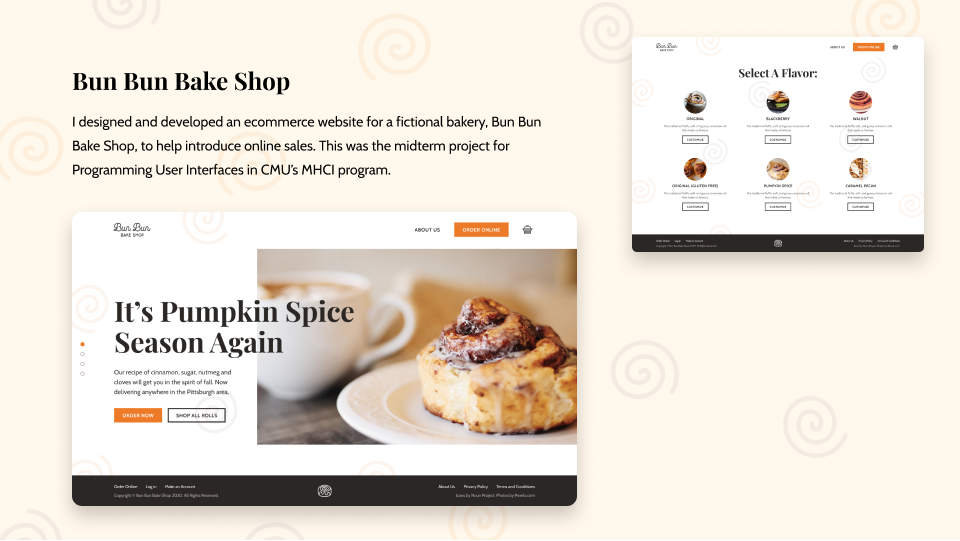 Bun Bun Bake Shop
I designed and developed an ecommerce website for a fictional bakery, Bun Bun
Bake Shop, to help introduce online sales. This was the midterm project for
Programming User Interfaces in CMU's MHCI program.
Bun Bun
BAKE SHOP
ABOUT US
ORDER ONLINE
It's Pumpkin Spice
Season Again
Our recipe of cinnamon, sugar, nutmeg and
cloves will get you in the spirit of fall. Now
delivering anywhere in the Pittsburgh area.
ORDER NOW
SHOP ALL ROLLS
Order Online Log in Make an Account
Copyright © Bun Bun Bake Shop 2020. All Rights Reserved.
About Us Privacy Policy Terms and Conditions
Icons by Noun Project Photos by Pexels.com
Bun Bun
BAKE SHOP
ABOUT US
ORDER ONLINE
Select A Flavor:
ORIGINAL
BLACKBERRY
WALNUT
CUSTOMIZE
CUSTOMIZE
CUSTOMIZE
ORIGINAL (GLUTEN FREE)
PUMPKIN SPICE
CARAMEL PECAN
CUSTOMIZE
CUSTOMIZE
CUSTOMIZE